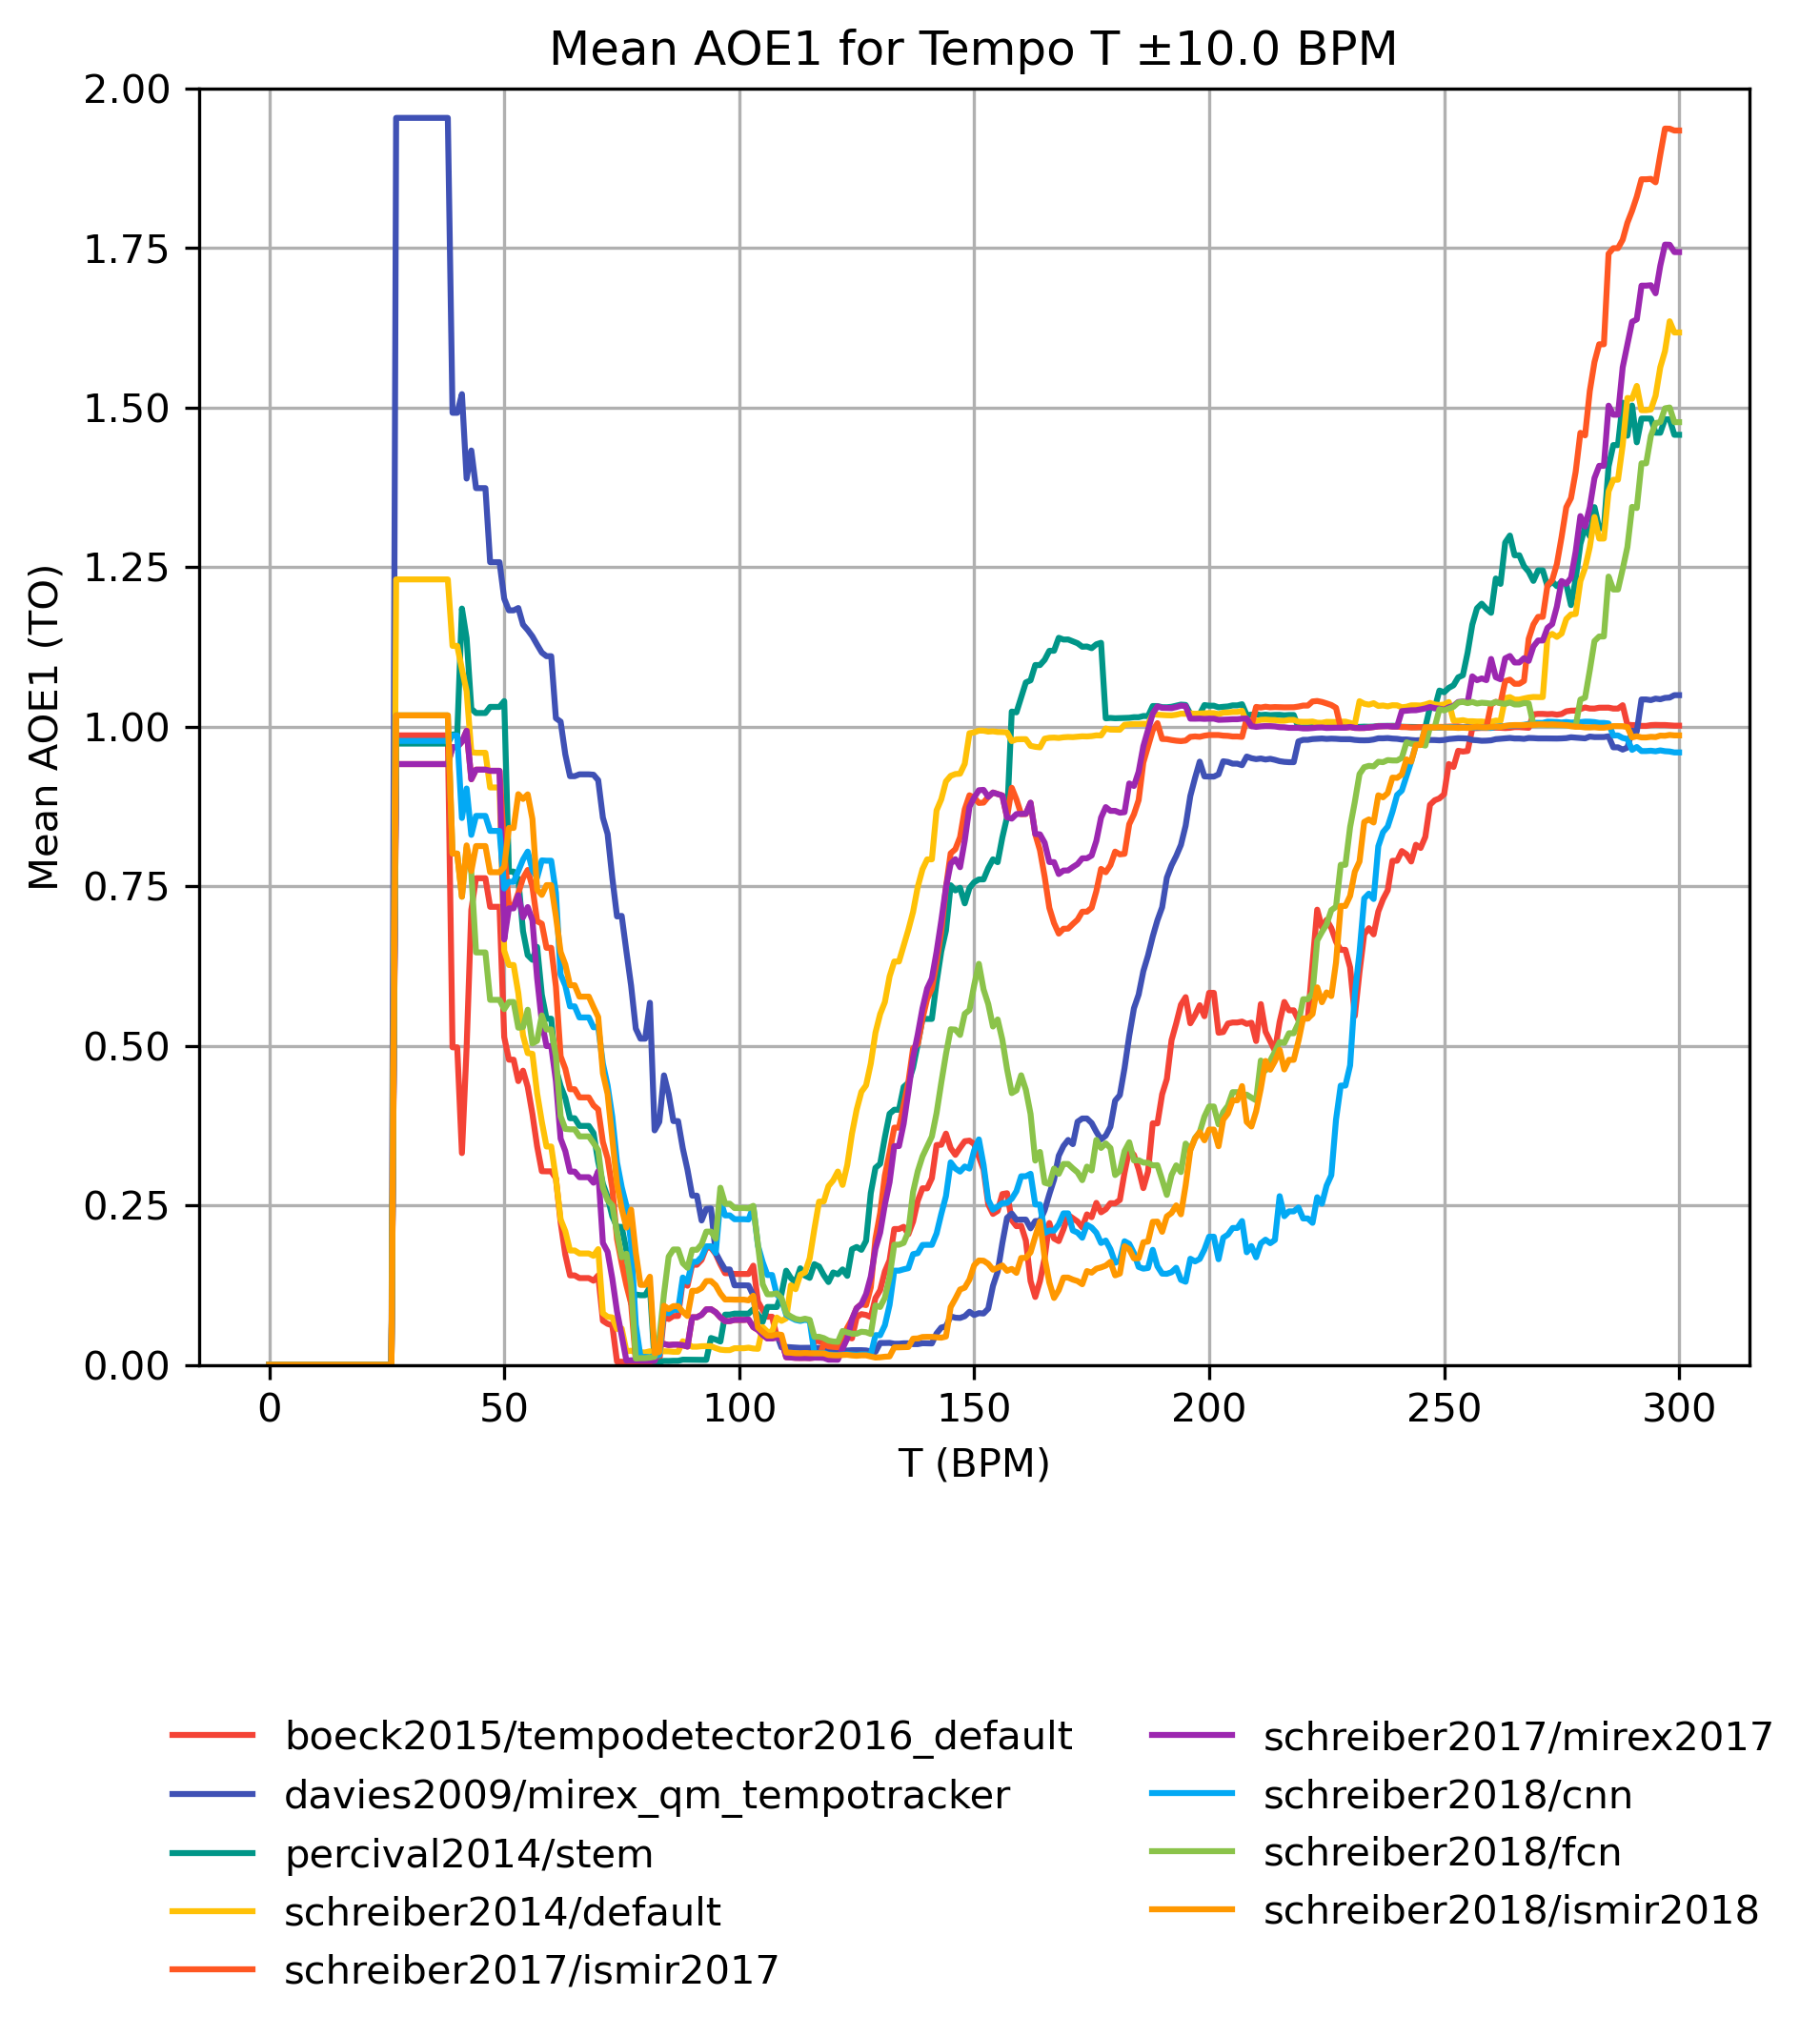 Mean AOE1 for Tempo T ±10.0 BPM
2.00
1.75
1.50
1.25
1.00
0.75
0.50
0.25
0.00
Mean AOE1 (TO)
0 50 100 150 200 250 300
T (BPM)
boeck2015/tempodetector2016_default
davies2009/mirex_qm_tempotracker
percival2014/stem
schreiber2014/default
schreiber2017/ismir2017
schreiber2017/mirex2017
schreiber2018/cnn
schreiber2018/fcn
schreiber2018/ismir2018